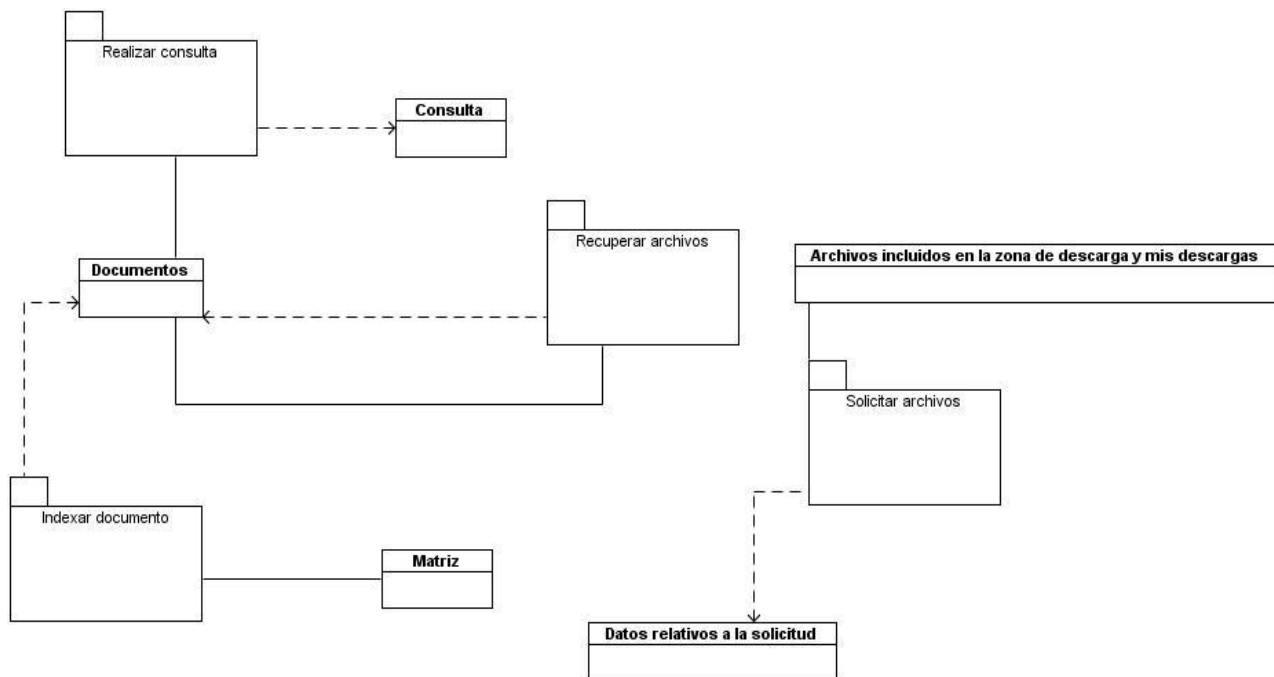 Realizar consulta
Consulta
Recuperar archivos
Archivos incluidos en la zona de descarga y mis descargas
Documentos
Solicitar archivos
Indexar documento
Matriz
Datos relativos a la solicitud